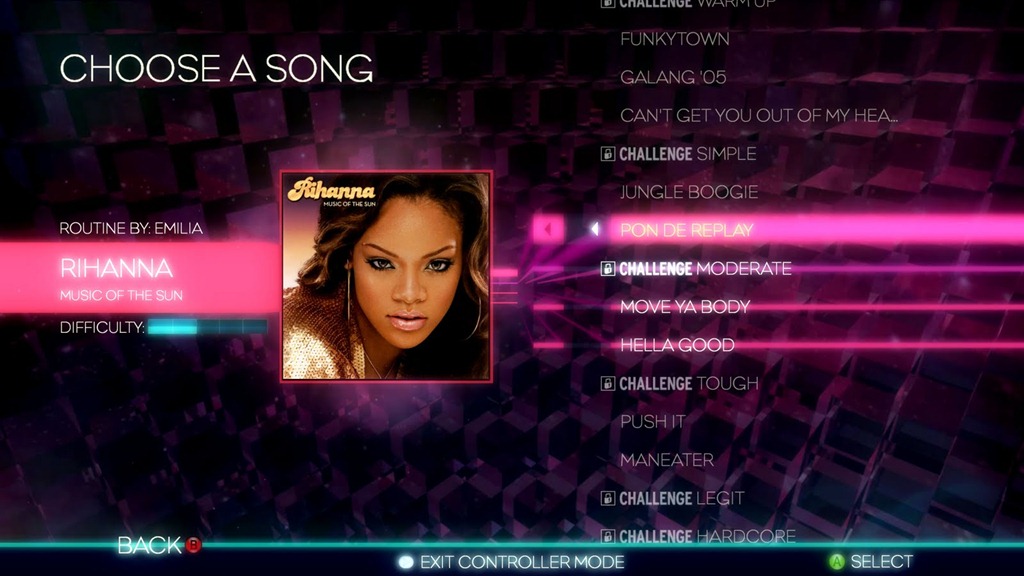 CHOOSE A SONG
ROUTINE BY: EMILIA
RIHANNA
MUSIC OF THE SUN
DIFFICULTY:
Rihanna
MUSIC OF THE SUN
CHALLENGE WARM UP
FUNKYTOWN
GALANG '05
CAN'T GET YOU OUT OF MY HEA...
CHALLENGE SIMPLE
JUNGLE BOOGIE
PON DE REPLAY
CHALLENGE MODERATE
MOVE YA BODY
HELLA GOOD
CHALLENGE TOUGH
PUSH IT
MANEATER
CHALLENGE LEGIT
CHALLENGE HARDCORE
BACK B
EXIT CONTROLLER MODE
A SELECT